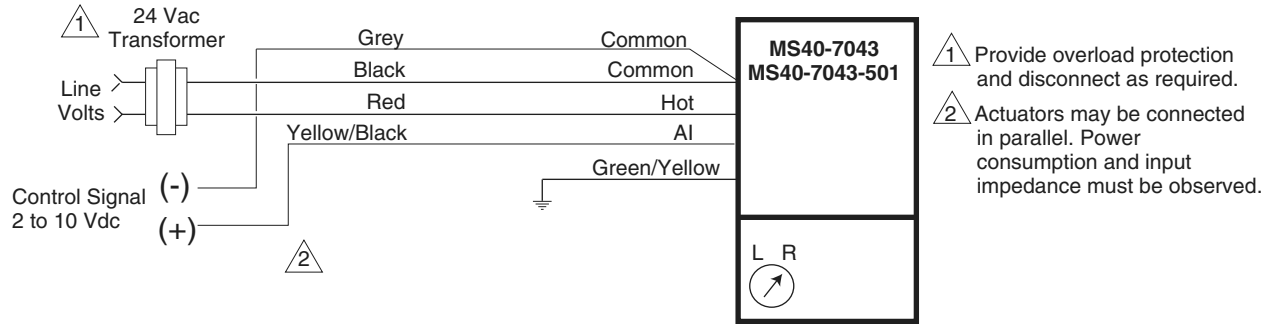 1
24 Vac
Transformer
Line
Volts
Grey
Common
Black
Common
Red
Hot
Yellow/Black
AI
Green/Yellow
Control Signal
2 to 10 Vdc
(-)
(+)
2
MS40-7043
MS40-7043-501
L R
1 Provide overload protection
and disconnect as required.
2 Actuators may be connected
in parallel. Power
consumption and input
impedance must be observed.